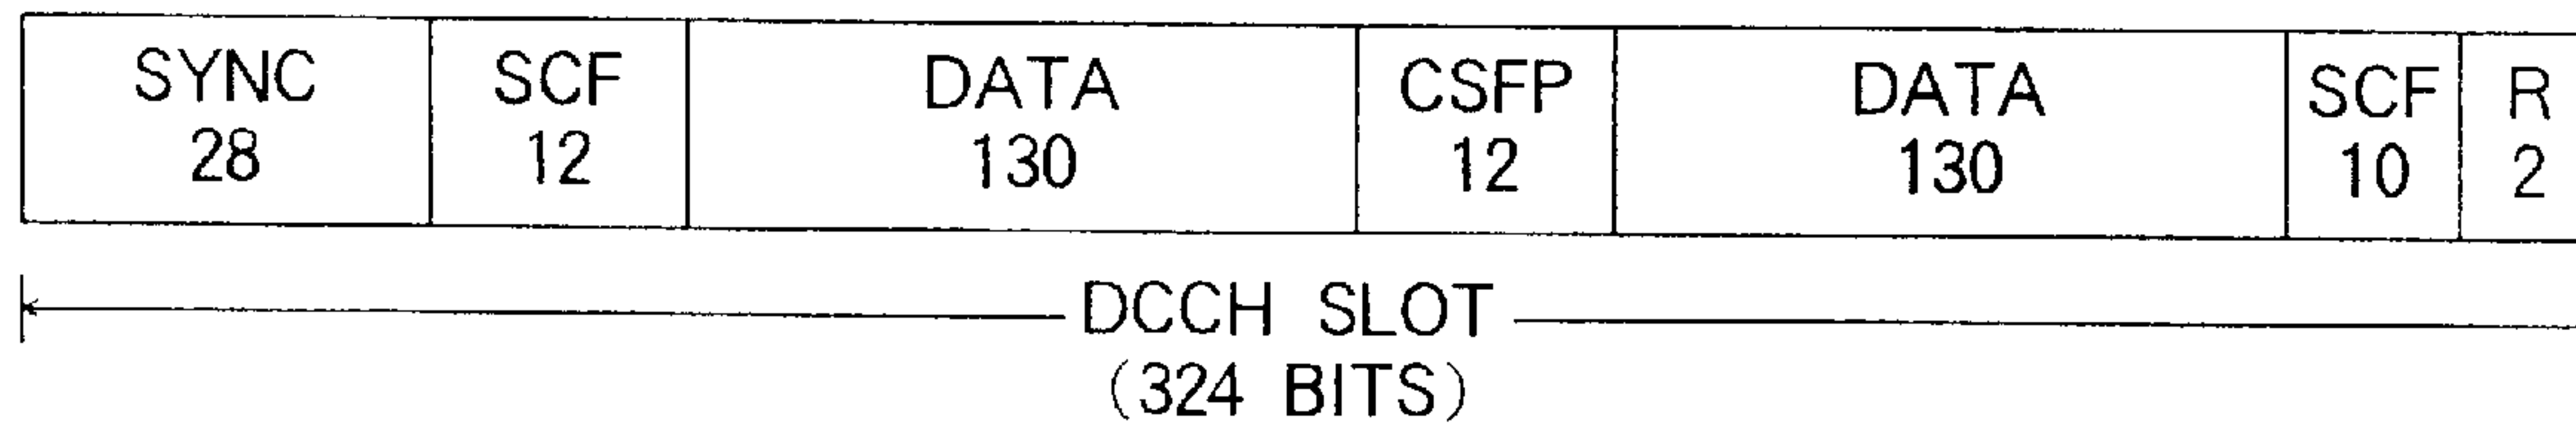 SYNC SCF DATA CSFP DATA SCF R
28 12 130 12 130 10 2
DCCH SLOT
(324 BITS)